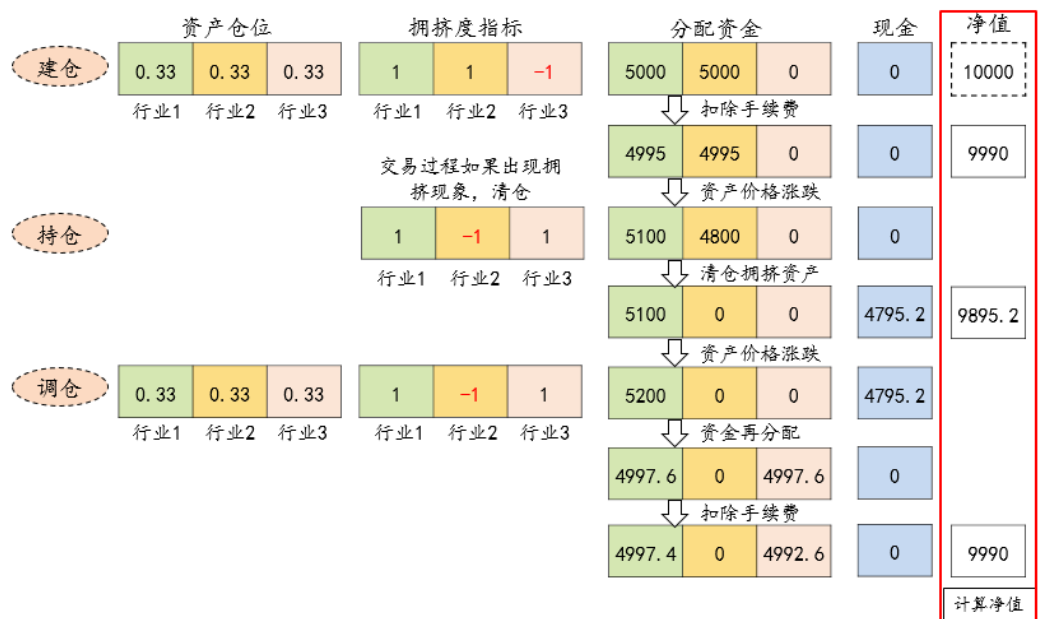 资产仓位 拥挤度指标 分配资金 现金 净值
建仓 0.33 0.33 0.33 1 1 -1 5000 5000 0 0 10000
行业1 行业2 行业3 行业1 行业2 行业3 扣除手续费
4995 4995 0 0 9990
交易过程如果出现拥
挤现象，清仓
资产价格涨跌
持仓 1 -1 1 5100 4800 0 0
行业1 行业2 行业3 清仓拥挤资产
5100 0 0 4795.2 9895.2
资产价格涨跌
调仓 0.33 0.33 0.33 1 -1 1 5200 0 0 4795.2
行业1 行业2 行业3 行业1 行业2 行业3 资金再分配
4997.6 0 4997.6 0
扣除手续费
4997.4 0 4992.6 0 9990
计算净值